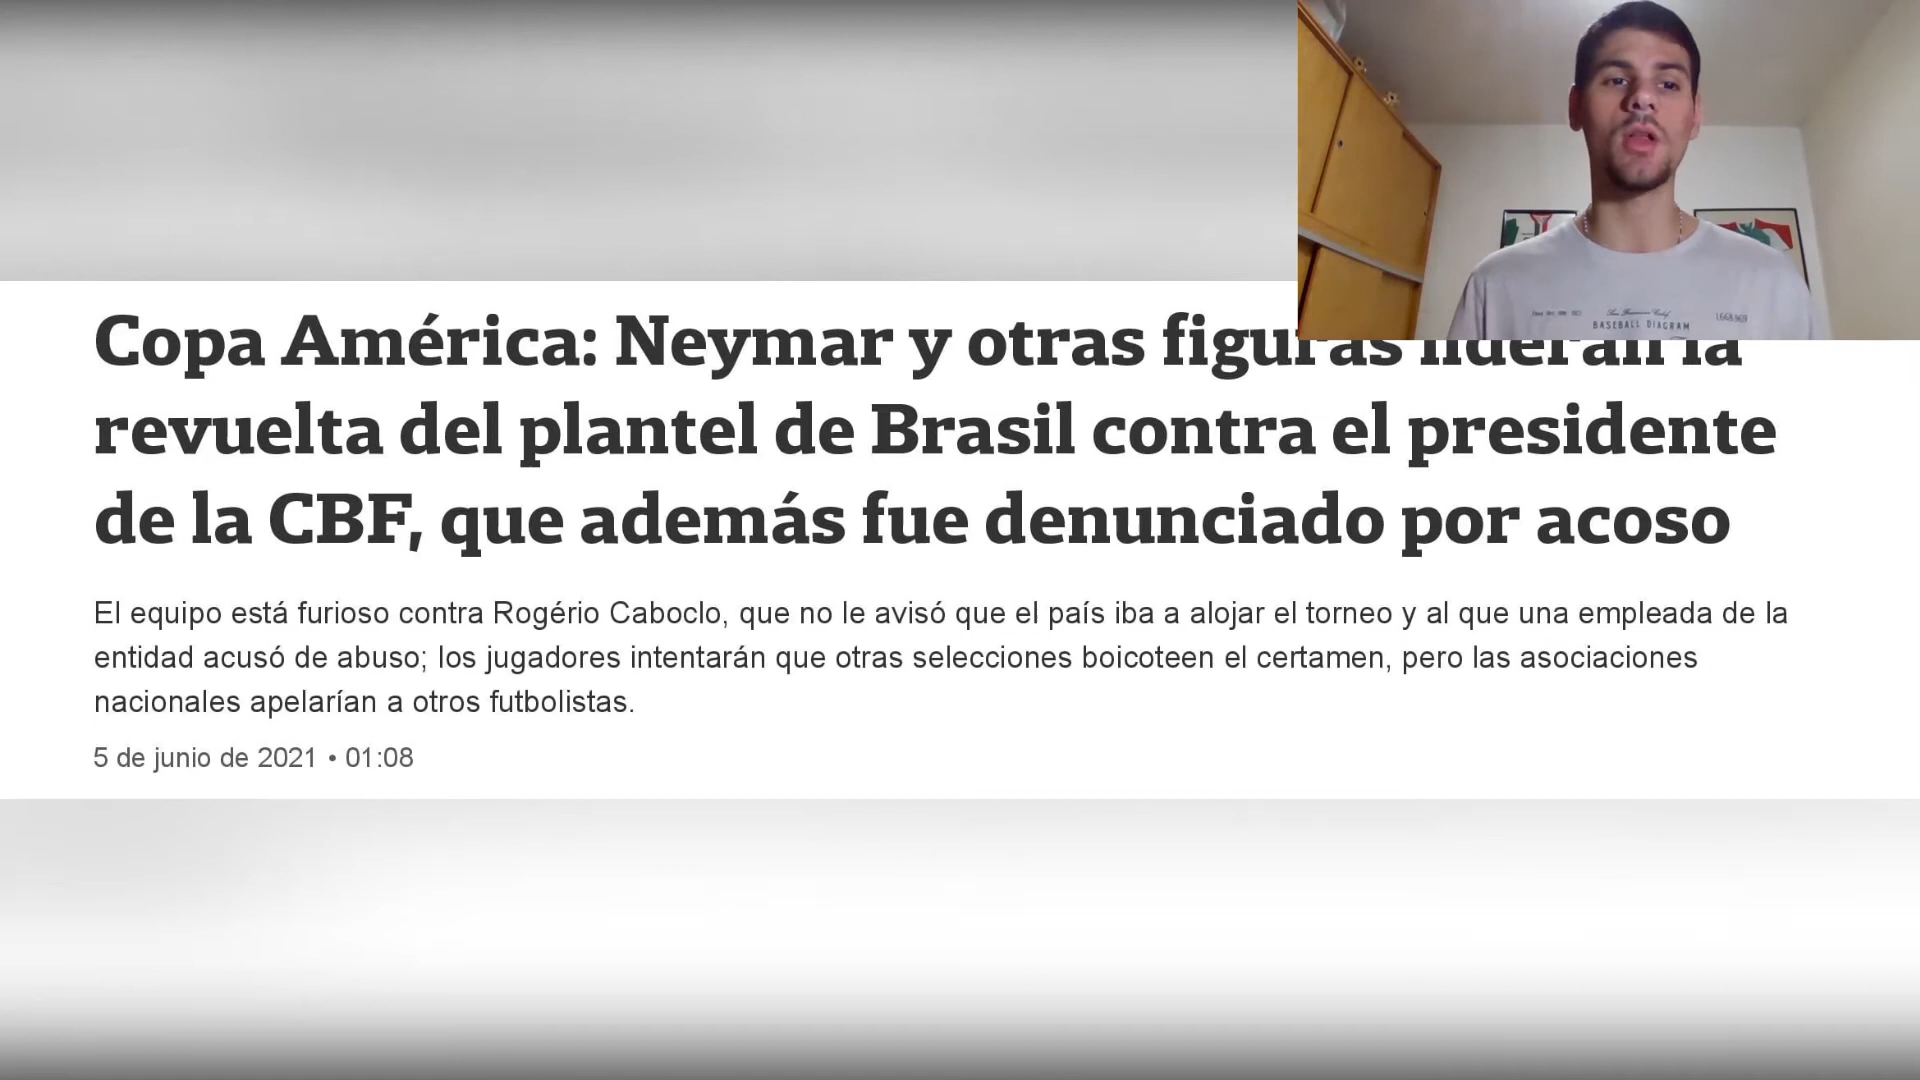 Copa América: Neymar y otras figuras lideran la
revuelta del plantel de Brasil contra el presidente
de la CBF, que además fue denunciado por acoso
El equipo está furioso contra Rogério Caboclo, que no le avisó que el país iba a alojar el torneo y al que una empleada de la
entidad acusó de abuso; los jugadores intentarán que otras selecciones boicoteen el certamen, pero las asociaciones
nacionales apelarían a otros futbolistas.
5 de junio de 2021 • 01:08
BASEBALL DIAGRAM